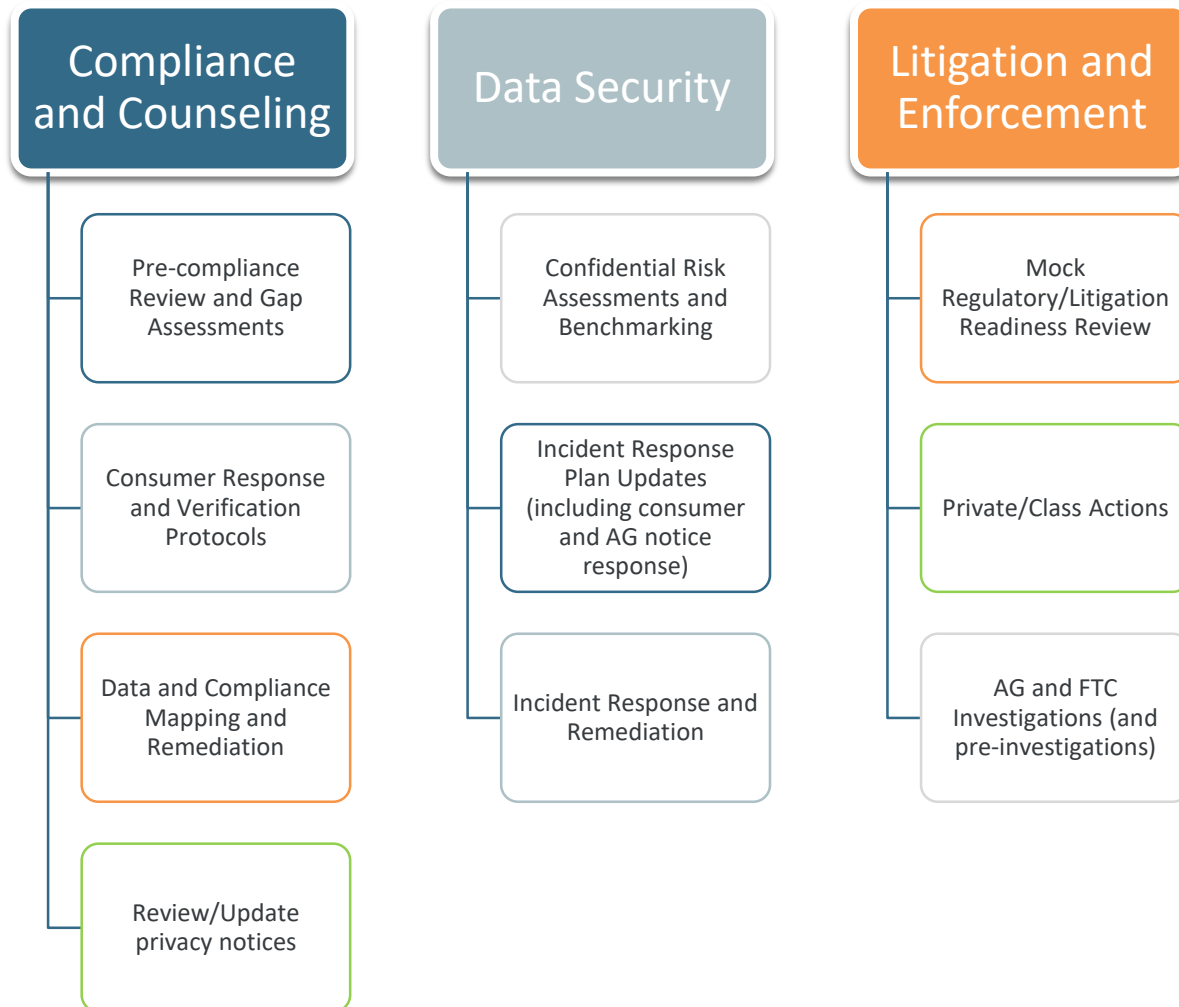 Compliance
and Counseling
Pre-compliance
Review and Gap
Assessments
Consumer Response
and Verification
Protocols
Data and Compliance
Mapping and
Remediation
Review/Update
privacy notices
Data Security
Confidential Risk
Assessments and
Benchmarking
Incident Response
Plan Updates
(including consumer
and AG notice
response)
Incident Response and
Remediation
Litigation and
Enforcement
Mock
Regulatory/Litigation
Readiness Review
Private/Class Actions
AG and FTC
Investigations (and
pre-investigations)